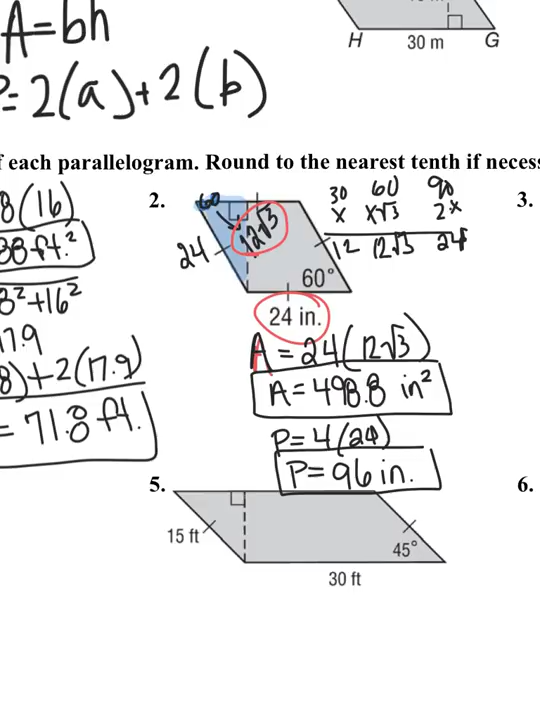 A = bh
H 30 m G
P = 2(a) + 2(b)
f each parallelogram. Round to the nearest tenth if necess
8(16)
38 ft.²
8² + 16²
17.9
8) + 2(17.9)
= 71.8 ft.
2.
60
24
12√3
60°
24 in.
30 60 90
x x√3 2x
12 12√3 24
3.
A = 24(12√3)
A = 498.8 in²
P = 4(24)
P = 96 in.
5.
15 ft
45°
30 ft
6.